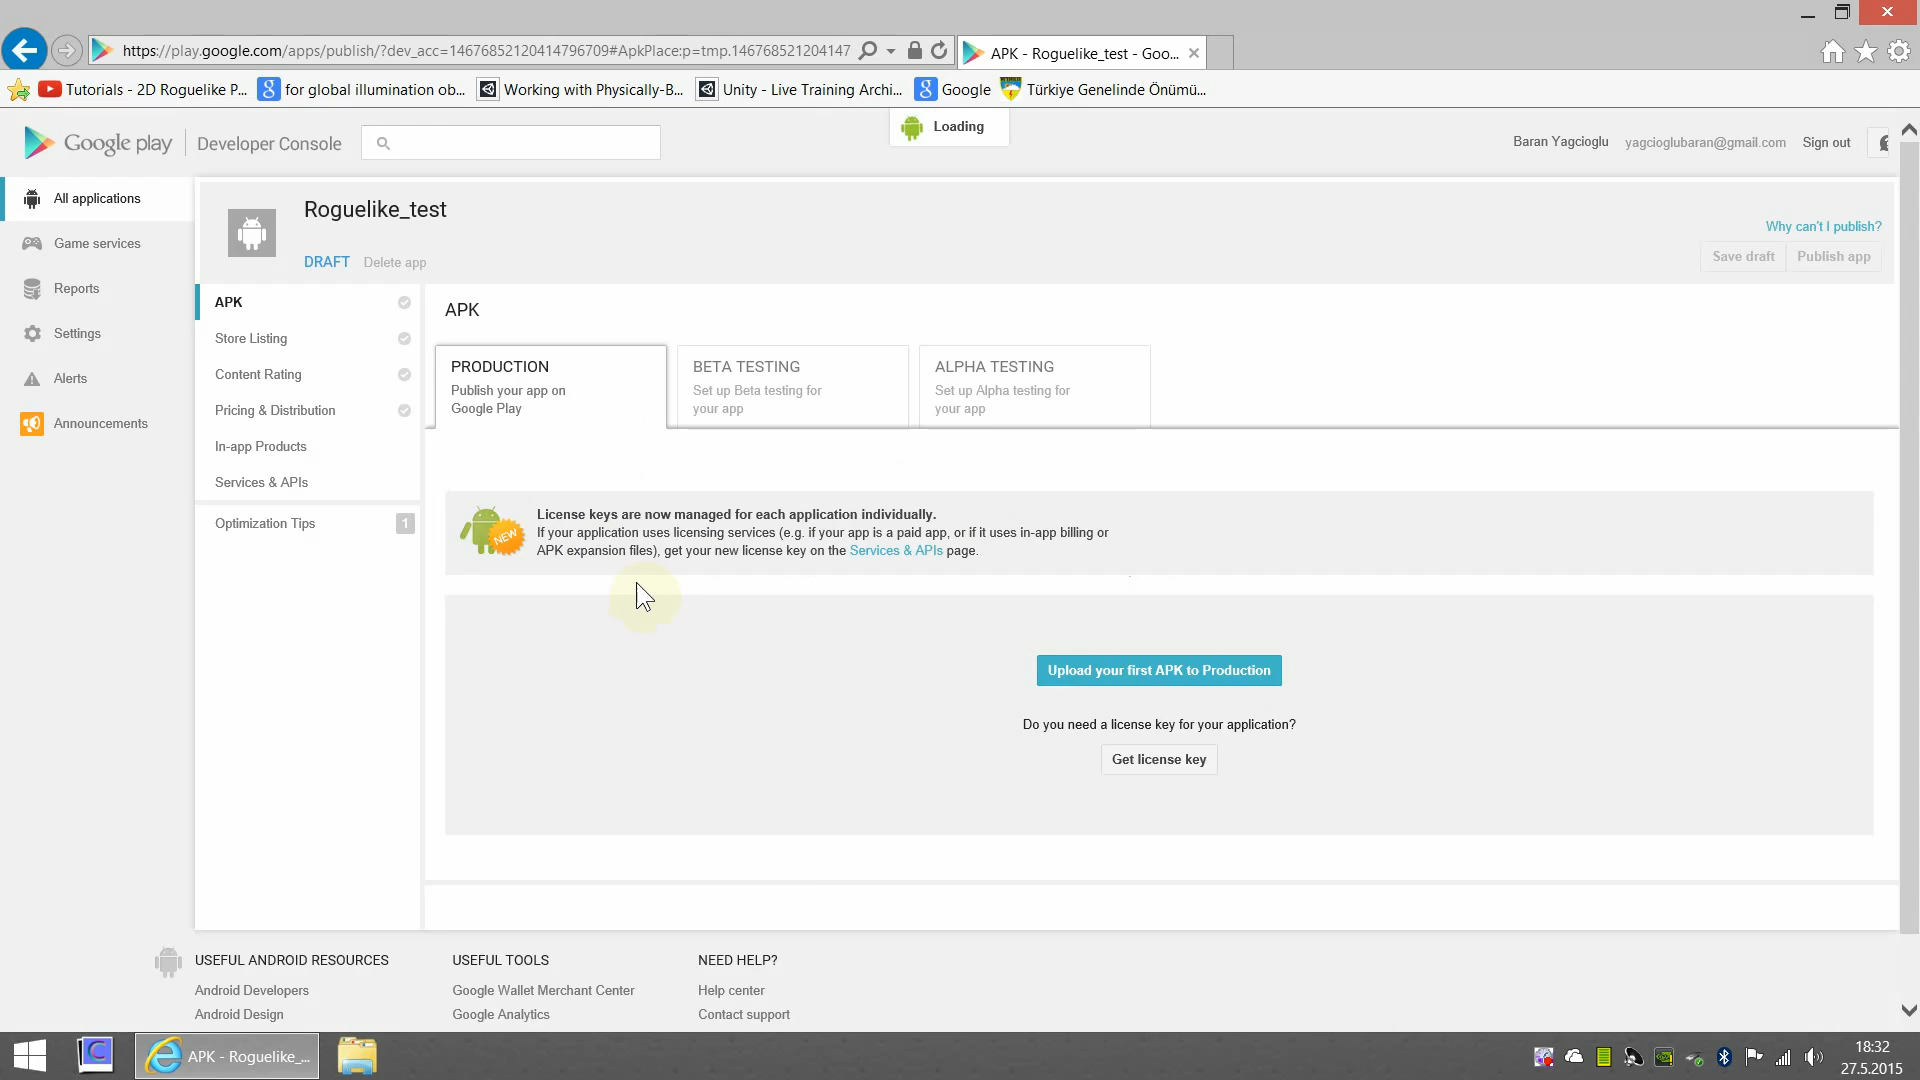 https://play.google.com/apps/publish/?dev_acc=14676852120414796709#ApkPlace:p=tmp.146768521204147
APK - Roguelike_test - Goo...
Tutorials - 2D Roguelike P...
for global illumination ob...
Working with Physically-B...
Unity - Live Training Archi...
Google
Türkiye Genelinde Önümü...
Google play
Developer Console
Loading
Baran Yagcioglu
yagcioglubaran@gmail.com
Sign out
All applications
Game services
Reports
Settings
Alerts
Announcements
Roguelike_test
DRAFT
Delete app
Why can't I publish?
Save draft
Publish app
APK
Store Listing
Content Rating
Pricing & Distribution
In-app Products
Services & APIs
Optimization Tips
1
APK
PRODUCTION
Publish your app on
Google Play
BETA TESTING
Set up Beta testing for
your app
ALPHA TESTING
Set up Alpha testing for
your app
NEW
License keys are now managed for each application individually.
If your application uses licensing services (e.g. if your app is a paid app, or if it uses in-app billing or
APK expansion files), get your new license key on the Services & APIs page.
Upload your first APK to Production
Do you need a license key for your application?
Get license key
USEFUL ANDROID RESOURCES
Android Developers
Android Design
USEFUL TOOLS
Google Wallet Merchant Center
Google Analytics
NEED HELP?
Help center
Contact support
APK - Roguelike_...
18:32
27.5.2015